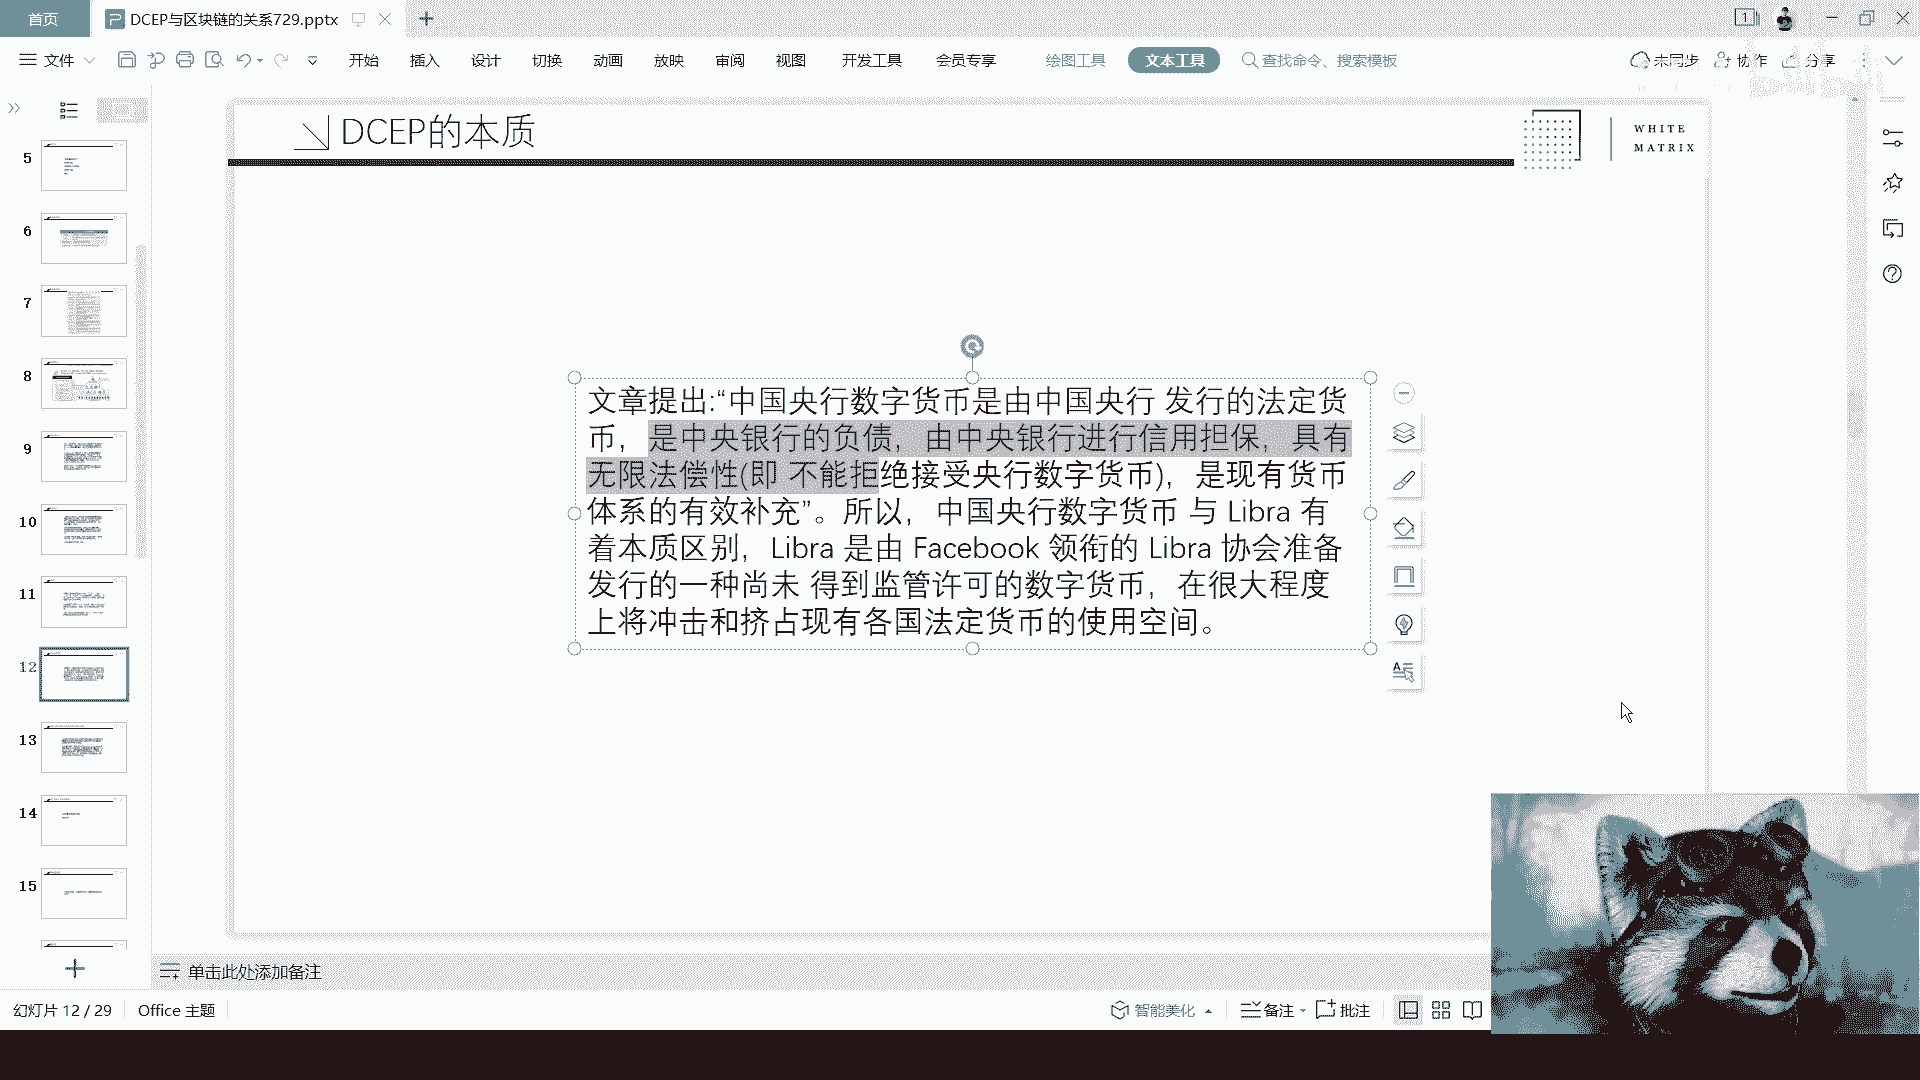 首页
DCEP与区块链的关系729.pptx
1
文件
开始
插入
设计
切换
动画
放映
审阅
视图
开发工具
会员专享
绘图工具
文本工具
查找命令、搜索模板
未同步
协作
分享
5
6
7
8
9
10
11
12
13
14
15
DCEP的本质
WHITE
MATRIX
文章提出:“中国央行数字货币是由中国央行 发行的法定货
币，是中央银行的负债，由中央银行进行信用担保，具有
无限法偿性(即 不能拒绝接受央行数字货币)，是现有货币
体系的有效补充”。所以，中国央行数字货币 与 Libra 有
着本质区别，Libra 是由 Facebook 领衔的 Libra 协会准备
发行的一种尚未 得到监管许可的数字货币，在很大程度
上将冲击和挤占现有各国法定货币的使用空间。
单击此处添加备注
幻灯片 12 / 29
Office 主题
智能美化
备注
批注